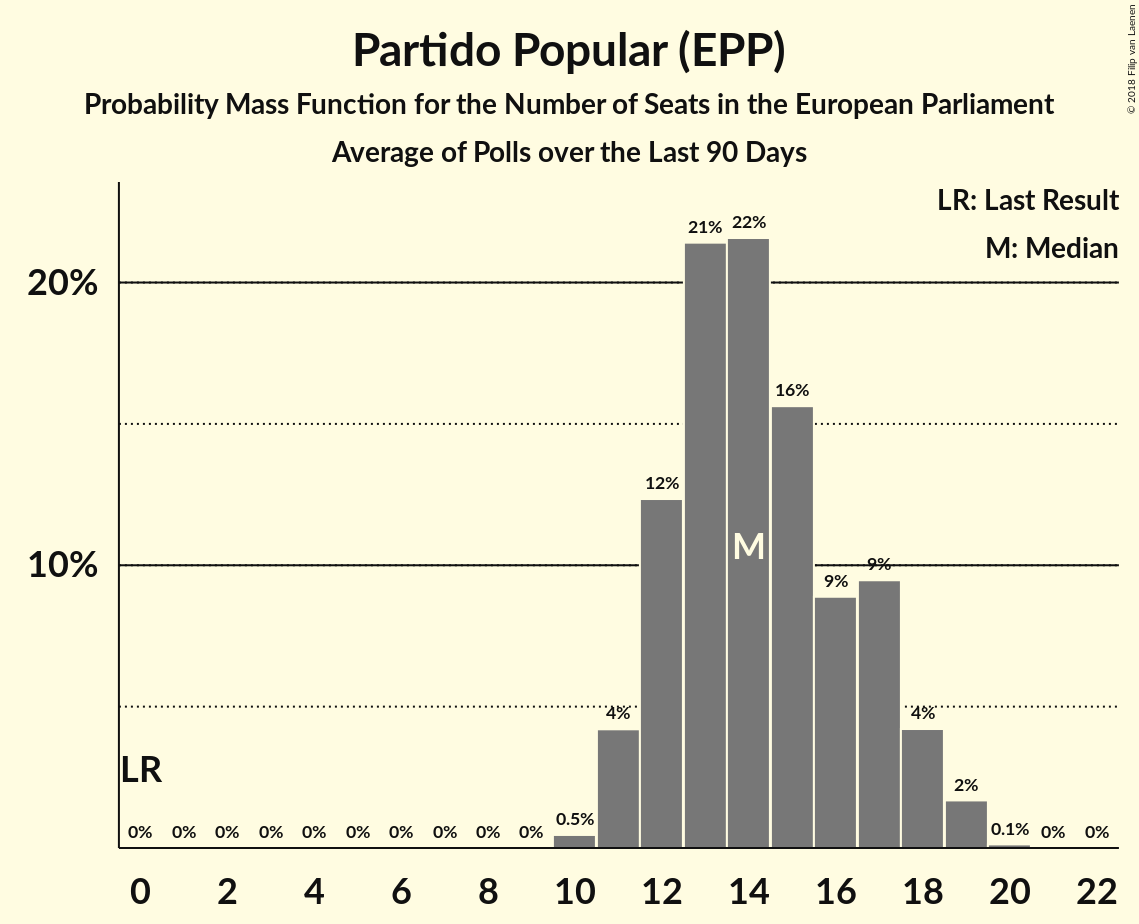 Partido Popular (EPP)
Probability Mass Function for the Number of Seats in the European Parliament
Average of Polls over the Last 90 Days
© 2018 Filip van Laenen
LR: Last Result
M: Median
20%
10%
21%
22%
16%
12%
M
9%
9%
4%
4%
LR
2%
0% 0% 0% 0% 0% 0% 0% 0% 0% 0% 0.5% 0.1% 0% 0%
0 2 4 6 8 10 12 14 16 18 20 22